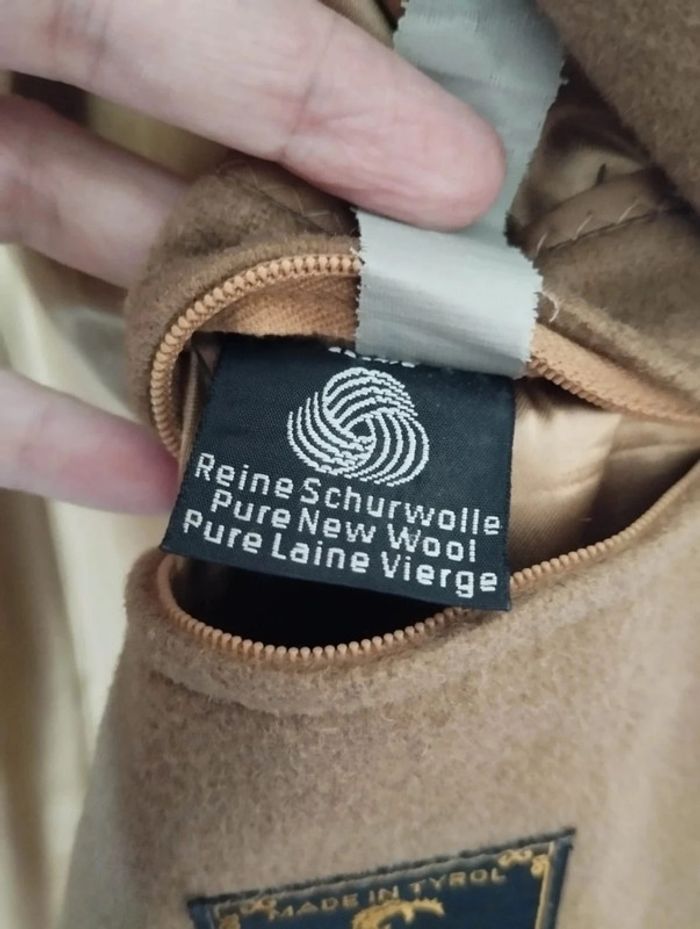 Reine Schurwolle
Pure New Wool
Pure Laine Vierge
MADE IN TYROL